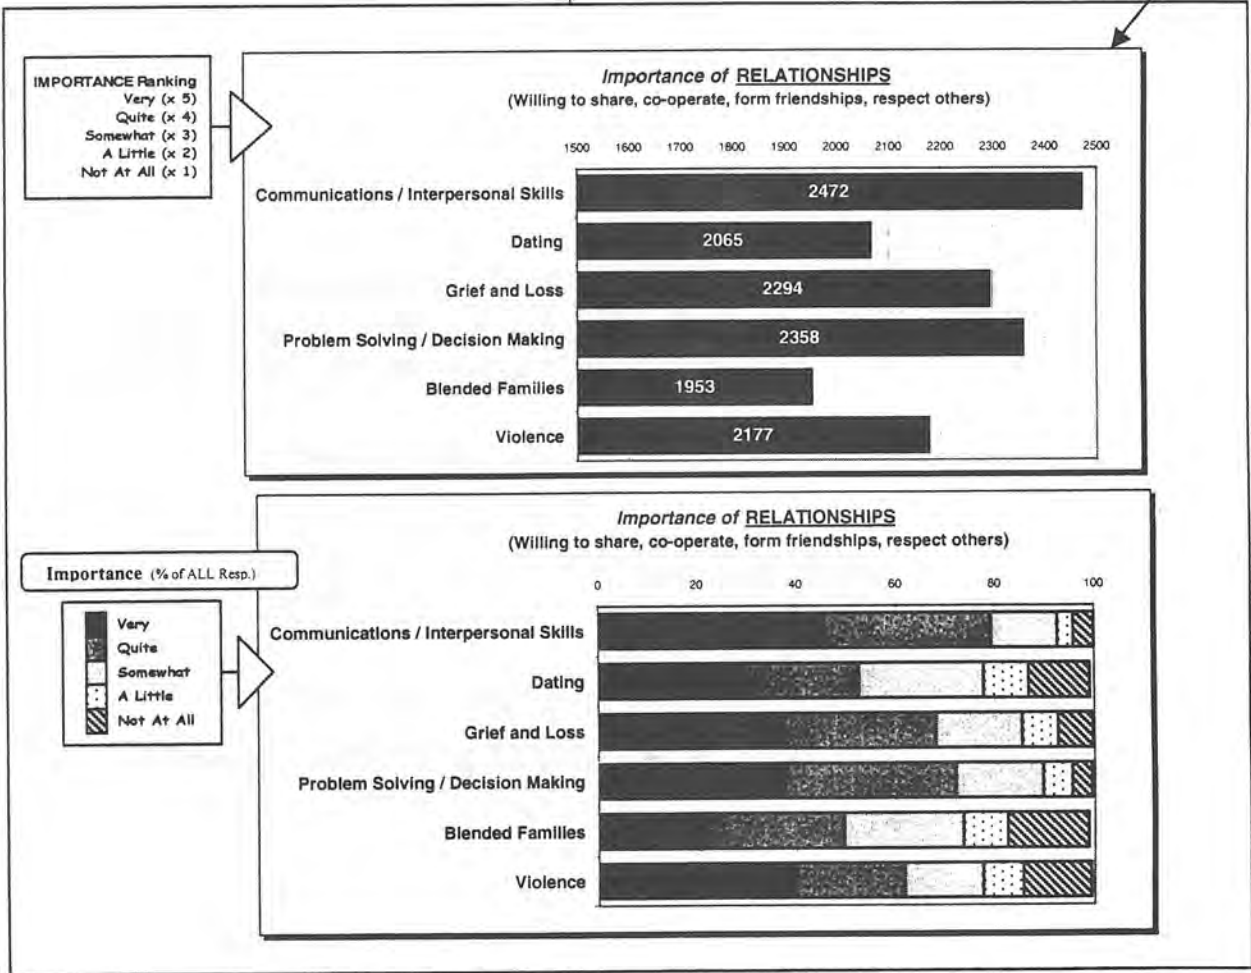 IMPORTANCE Ranking
Very (x 5)
Quite (x 4)
Somewhat (x 3)
A Little (x 2)
Not At All (x 1)
Importance of RELATIONSHIPS
(Willing to share, co-operate, form friendships, respect others)
1500 1600 1700 1800 1900 2000 2100 2200 2300 2400 2500
Communications / Interpersonal Skills 2472
Dating 2065
Grief and Loss 2294
Problem Solving / Decision Making 2358
Blended Families 1953
Violence 2177
Importance of RELATIONSHIPS
(Willing to share, co-operate, form friendships, respect others)
Importance (% of ALL Resp.)
Very
Quite
Somewhat
A Little
Not At All
0 20 40 60 80 100
Communications / Interpersonal Skills
Dating
Grief and Loss
Problem Solving / Decision Making
Blended Families
Violence